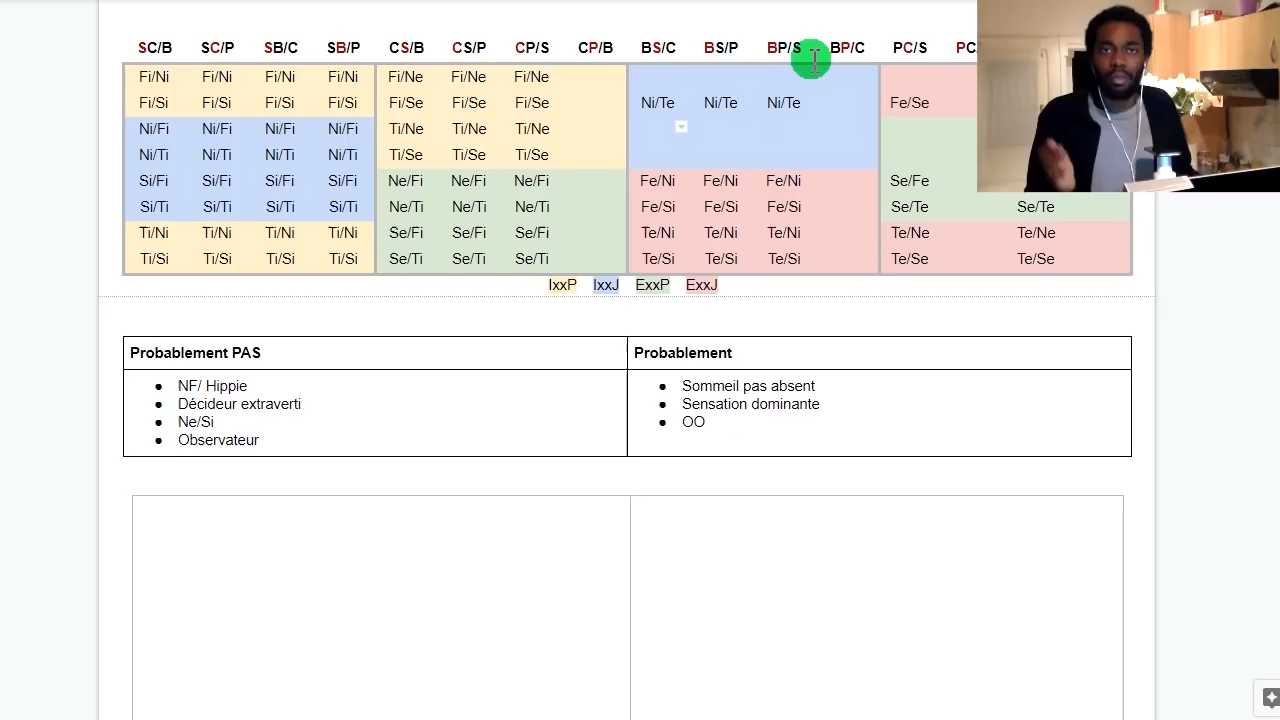 SC/B SC/P SB/C SB/P CS/B CS/P CP/S CP/B BS/C BS/P BP/S BP/C PC/S PC
Fi/Ni Fi/Ni Fi/Ni Fi/Ni Fi/Ne Fi/Ne Fi/Ne
Fi/Si Fi/Si Fi/Si Fi/Si Fi/Se Fi/Se Fi/Se Ni/Te Ni/Te Ni/Te Fe/Se
Ni/Fi Ni/Fi Ni/Fi Ni/Fi Ti/Ne Ti/Ne Ti/Ne
Ni/Ti Ni/Ti Ni/Ti Ni/Ti Ti/Se Ti/Se Ti/Se
Si/Fi Si/Fi Si/Fi Si/Fi Ne/Fi Ne/Fi Ne/Fi Fe/Ni Fe/Ni Fe/Ni Se/Fe
Si/Ti Si/Ti Si/Ti Si/Ti Ne/Ti Ne/Ti Ne/Ti Fe/Si Fe/Si Fe/Si Se/Te Se/Te
Ti/Ni Ti/Ni Ti/Ni Ti/Ni Se/Fi Se/Fi Se/Fi Te/Ni Te/Ni Te/Ni Te/Ne Te/Ne
Ti/Si Ti/Si Ti/Si Ti/Si Se/Ti Se/Ti Se/Ti Te/Si Te/Si Te/Si Te/Se Te/Se
IxxP IxxJ ExxP ExxJ
Probablement PAS
NF/ Hippie
Décideur extraverti
Ne/Si
Observateur
Probablement
Sommeil pas absent
Sensation dominante
OO